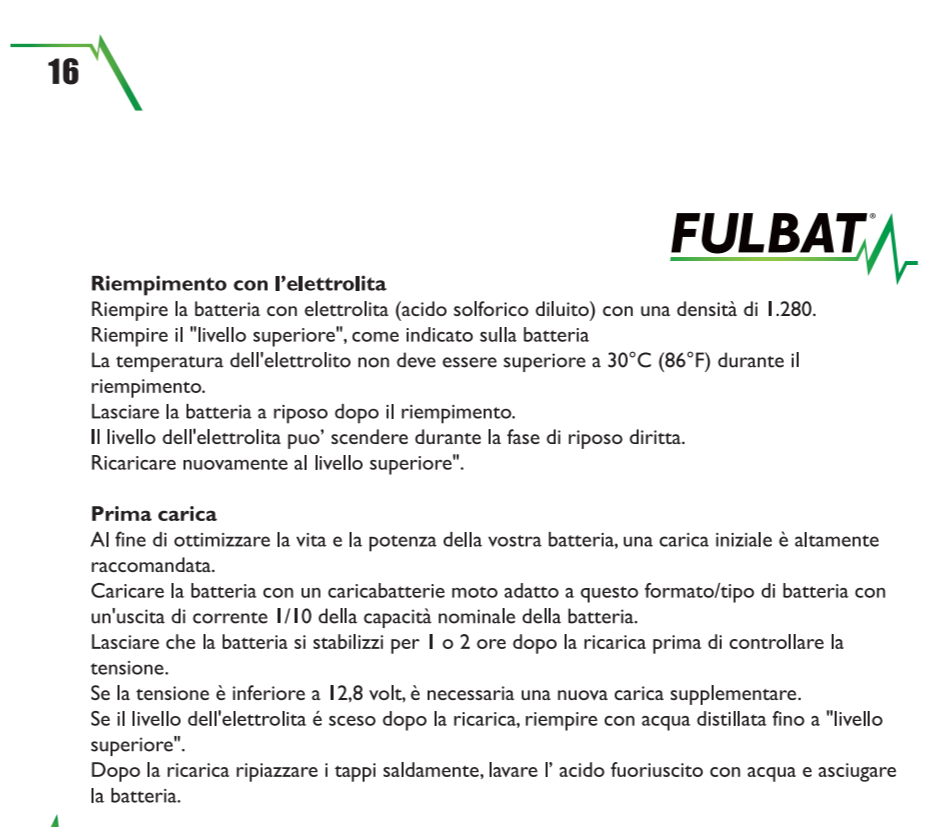 16
FULBAT®
Riempimento con l’elettrolita
Riempire la batteria con elettrolita (acido solforico diluito) con una densità di 1.280.
Riempire il "livello superiore", come indicato sulla batteria
La temperatura dell'elettrolito non deve essere superiore a 30°C (86°F) durante il
riempimento.
Lasciare la batteria a riposo dopo il riempimento.
Il livello dell'elettrolita puo’ scendere durante la fase di riposo diritta.
Ricaricare nuovamente al livello superiore".
Prima carica
Al fine di ottimizzare la vita e la potenza della vostra batteria, una carica iniziale è altamente
raccomandata.
Caricare la batteria con un caricabatterie moto adatto a questo formato/tipo di batteria con
un'uscita di corrente 1/10 della capacità nominale della batteria.
Lasciare che la batteria si stabilizzi per 1 o 2 ore dopo la ricarica prima di controllare la
tensione.
Se la tensione è inferiore a 12,8 volt, è necessaria una nuova carica supplementare.
Se il livello dell'elettrolita é sceso dopo la ricarica, riempire con acqua distillata fino a "livello
superiore".
Dopo la ricarica ripiazzare i tappi saldamente, lavare l’ acido fuoriuscito con acqua e asciugare
la batteria.